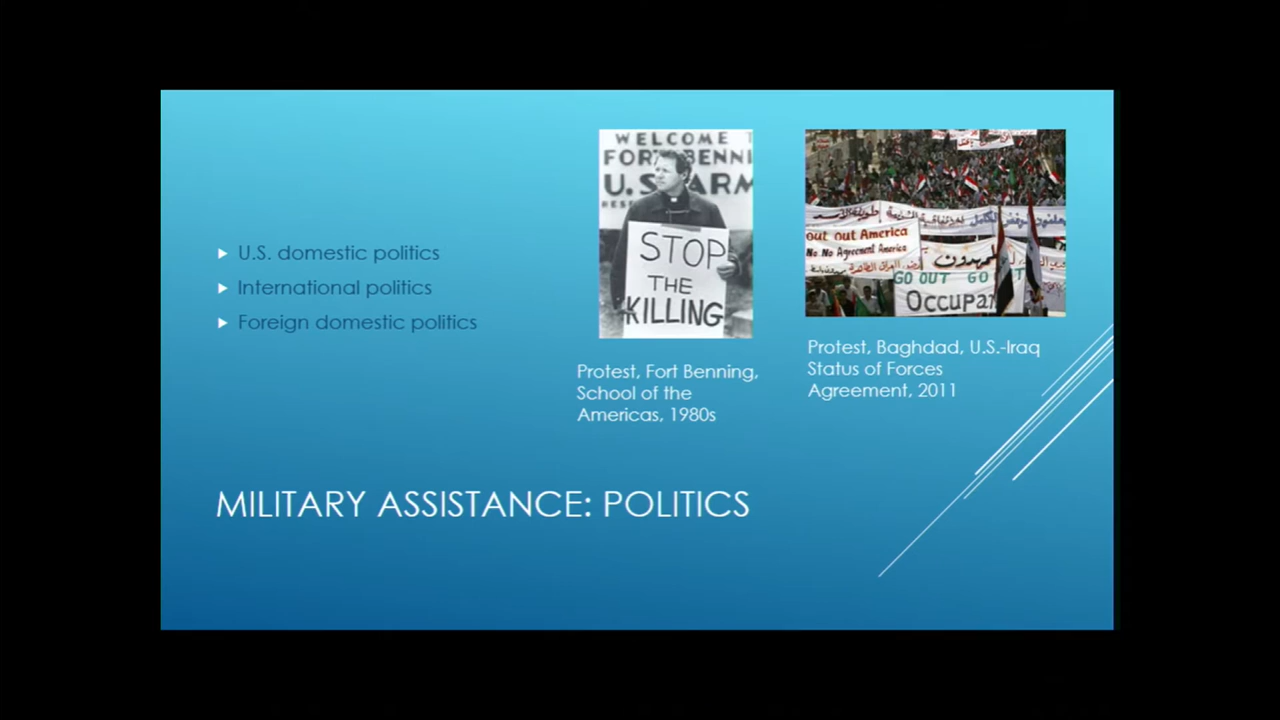 U.S. domestic politics
International politics
Foreign domestic politics
WELCOME
FORT BENNI
U.S. ARM
STOP
THE
KILLING
Protest, Fort Benning,
School of the
Americas, 1980s
out out America
No No Agreement America
GO OUT GO
Occupan
Protest, Baghdad, U.S.-Iraq
Status of Forces
Agreement, 2011
MILITARY ASSISTANCE: POLITICS